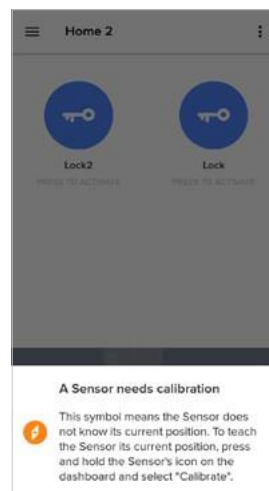 Home 2
Lock2 Lock
PRESS TO ACTIVATE PRESS TO ACTIVATE
A Sensor needs calibration
This symbol means the Sensor does
not know its current position. To teach
the Sensor its current position, press
and hold the Sensor's icon on the
dashboard and select "Calibrate".